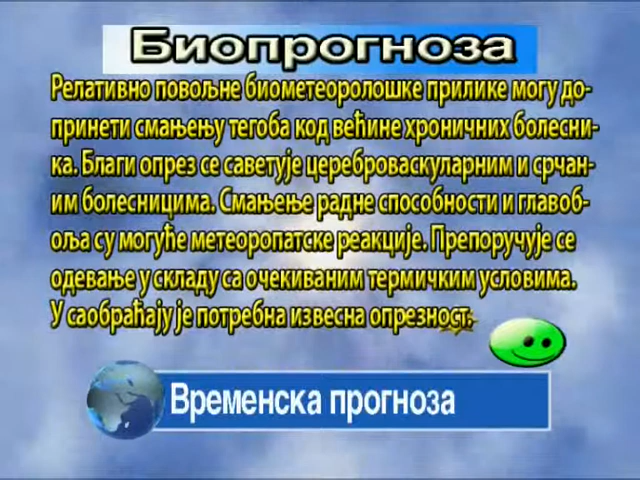 Биопрогноза
Релативно повољне биометеоролошке прилике могу до-
принети смањењу тегоба код већине хроничних болесни-
ка. Благи опрез се саветује цереброваскуларним и срчан-
им болесницима. Смањење радне способности и главоб-
оља су могуће метеоропатске реакције. Препоручује се
одевање у складу са очекиваним термичким условима.
У саобраћају је потребна извесна опрезност.
Временска прогноза